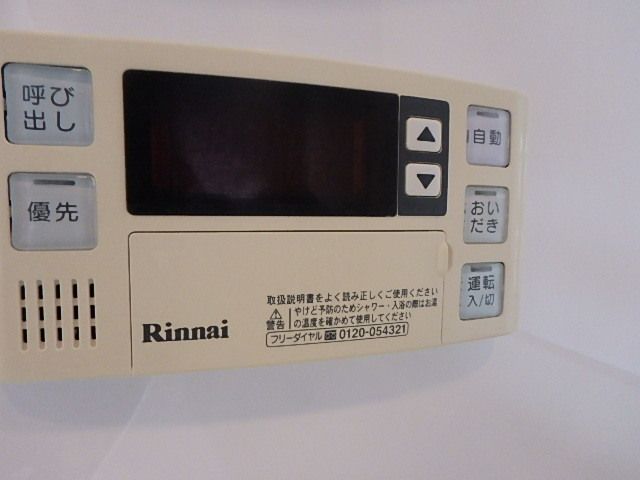 呼び
出し
優先
▲
▼
自動
おい
だき
運転
入/切
Rinnai
取扱説明書をよく読み正しくご使用ください
⚠警告 やけど予防のためシャワー・入浴の際はお湯
の温度を確かめて使用してください
フリーダイヤル 0120-054321